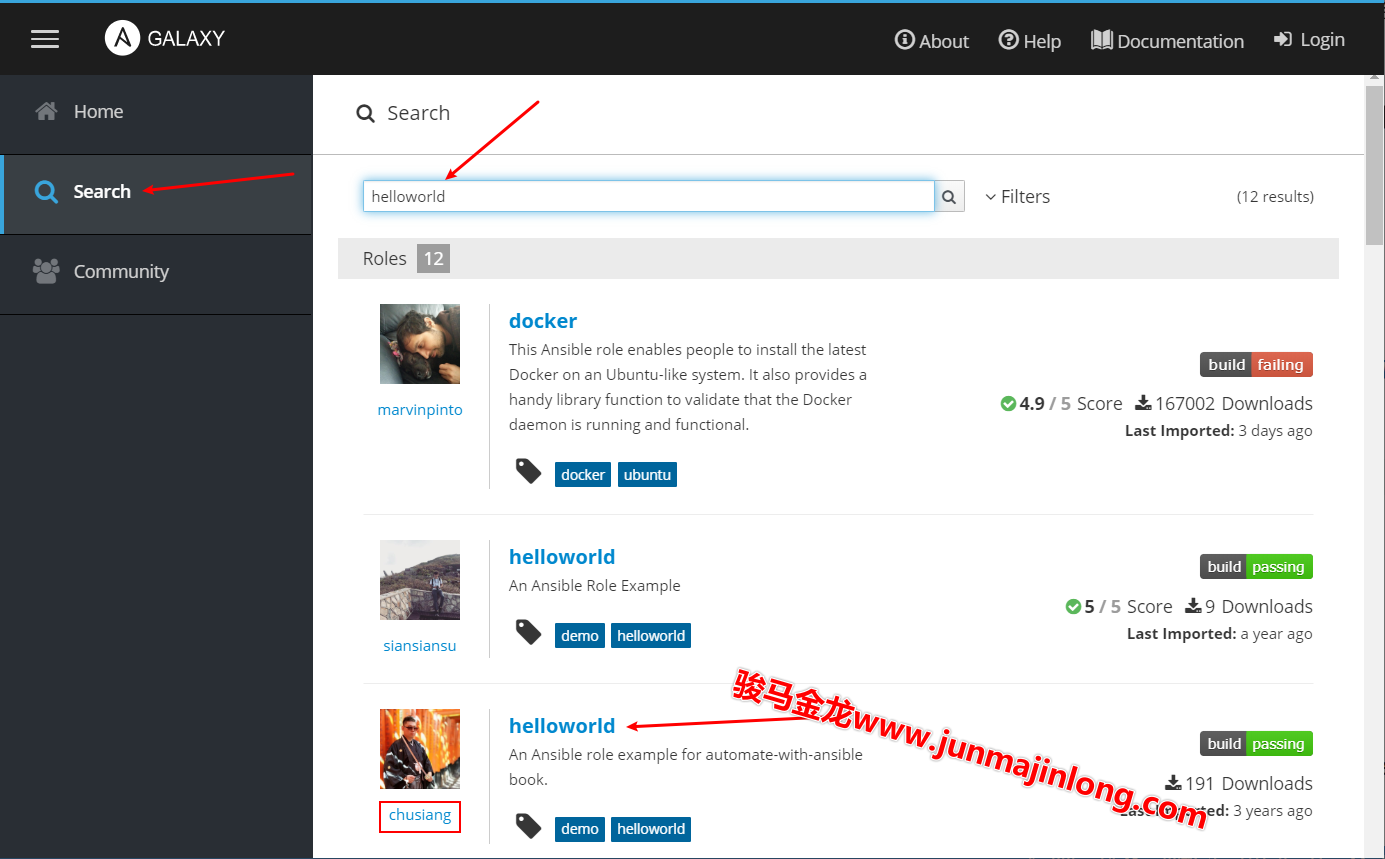 GALAXY
About
Help
Documentation
Login
Home
Search
Community
Search
helloworld
Filters
(12 results)
Roles 12
docker
This Ansible role enables people to install the latest
Docker on an Ubuntu-like system. It also provides a
handy library function to validate that the Docker
daemon is running and functional.
marvinpinto
docker ubuntu
build failing
4.9 / 5 Score 167002 Downloads
Last Imported: 3 days ago
helloworld
An Ansible Role Example
siansiansu
demo helloworld
build passing
5 / 5 Score 9 Downloads
Last Imported: a year ago
helloworld
An Ansible role example for automate-with-ansible
book.
chusiang
demo helloworld
build passing
191 Downloads
Last Imported: 3 years ago
骏马金龙www.junmajinlong.com